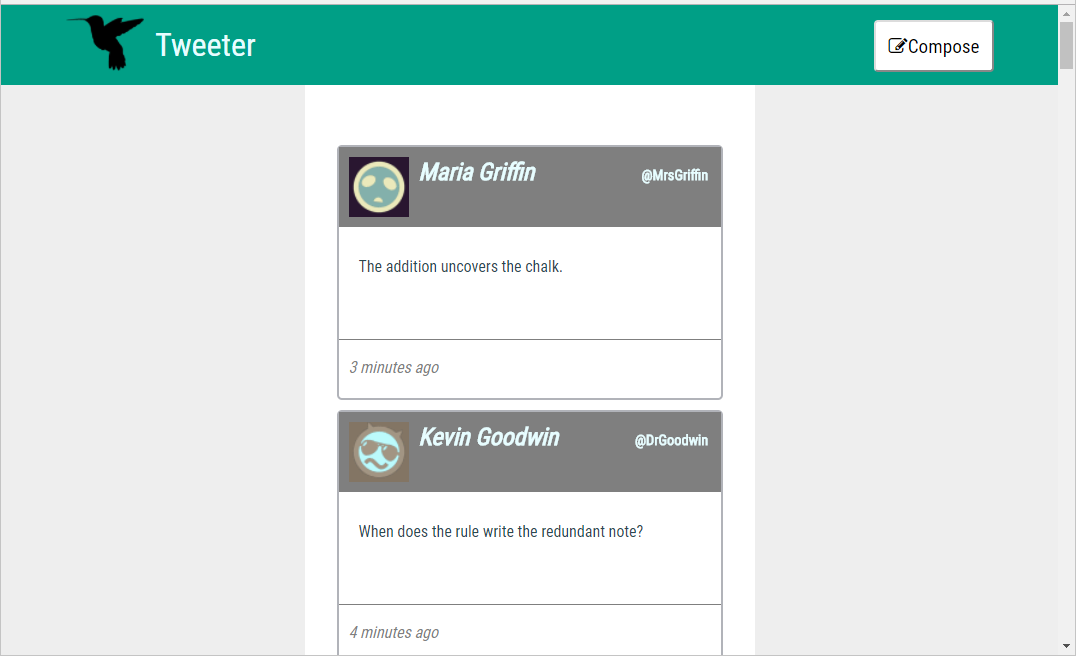 Tweeter
Compose
Maria Griffin
@MrsGriffin
The addition uncovers the chalk.
3 minutes ago
Kevin Goodwin
@DrGoodwin
When does the rule write the redundant note?
4 minutes ago